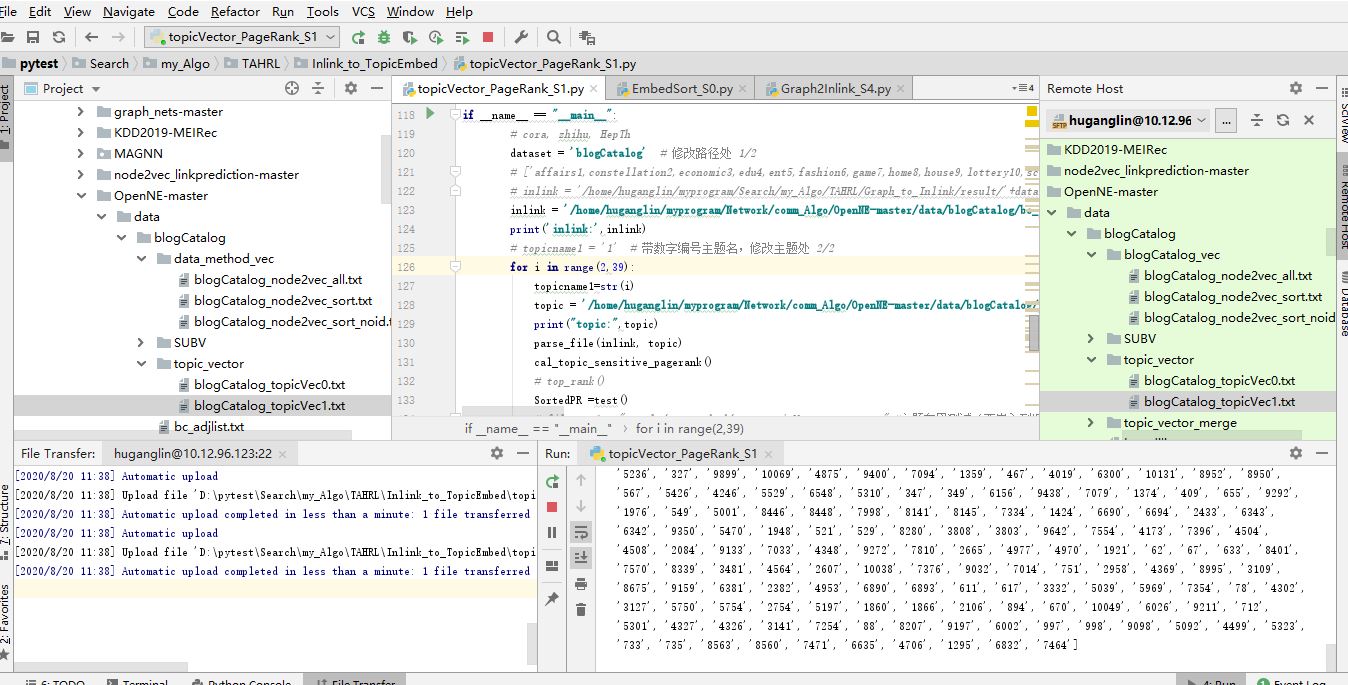 File Edit View Navigate Code Refactor Run Tools VCS Window Help
topicVector_PageRank_S1
pytest Search my_Algo TAHRL Inlink_to_TopicEmbed topicVector_PageRank_S1.py
1: Project
Project
graph_nets-master
KDD2019-MEIRec
MAGNN
node2vec_linkprediction-master
OpenNE-master
data
blogCatalog
data_method_vec
blogCatalog_node2vec_all.txt
blogCatalog_node2vec_sort.txt
blogCatalog_node2vec_sort_noid.t
SUBV
topic_vector
blogCatalog_topicVec0.txt
blogCatalog_topicVec1.txt
bc_adjlist.txt
topicVector_PageRank_S1.py EmbedSort_S0.py Graph2Inlink_S4.py
118 if __name__ == "__main__":
119 # cora, zhihu, HepTh
120 dataset = 'blogCatalog' # 修改路径处 1/2
121 # ['affairs1,constellation2,economic3,edu4,ent5,fashion6,game7,home8,house9,lottery10,sc
122 # inlink = '/home/huganglin/myprogram/Search/my_Algo/TAHRL/Graph_to_Inlink/result/'+data
123 inlink = '/home/huganglin/myprogram/Network/comm_Algo/OpenNE-master/data/blogCatalog/bc_
124 print('inlink:',inlink)
125 # topicname1 = '1' # 带数字编号主题名，修改主题处 2/2
126 for i in range(2,39):
127 topicname1=str(i)
128 topic = '/home/huganglin/myprogram/Network/comm_Algo/OpenNE-master/data/blogCatalog/
129 print("topic:",topic)
130 parse_file(inlink, topic)
131 cal_topic_sensitive_pagerank()
132 # top_rank()
133 SortedPR =test()
if __name__ == "__main__" for i in range(2,39)
Remote Host
huganglin@10.12.96 ...
KDD2019-MEIRec
node2vec_linkprediction-master
OpenNE-master
data
blogCatalog
blogCatalog_vec
blogCatalog_node2vec_all.txt
blogCatalog_node2vec_sort.txt
blogCatalog_node2vec_sort_noid
SUBV
topic_vector
blogCatalog_topicVec0.txt
blogCatalog_topicVec1.txt
topic_vector_merge
SciView
Remote Host
Database
File Transfer: huganglin@10.12.96.123:22
[2020/8/20 11:38] Automatic upload
[2020/8/20 11:38] Upload file 'D:\pytest\Search\my_Algo\TAHRL\Inlink_to_TopicEmbed\topi
[2020/8/20 11:38] Automatic upload completed in less than a minute: 1 file transferred
[2020/8/20 11:38] Automatic upload
[2020/8/20 11:38] Upload file 'D:\pytest\Search\my_Algo\TAHRL\Inlink_to_TopicEmbed\topi
[2020/8/20 11:38] Automatic upload completed in less than a minute: 1 file transferred
7: Structure
2: Favorites
Run: topicVector_PageRank_S1
'5236', '327', '9899', '10069', '4875', '9400', '7094', '1359', '467', '4019', '6300', '10131', '8952', '8950',
'567', '5426', '4246', '5529', '6548', '5310', '347', '349', '6156', '9438', '7079', '1374', '409', '655', '9292',
'1976', '549', '5001', '8446', '8448', '7998', '8141', '8145', '7334', '1424', '6690', '6694', '2433', '6343',
'6342', '9350', '5470', '1948', '521', '529', '8280', '3808', '3803', '9642', '7554', '4173', '7396', '4504',
'4508', '2084', '9133', '7033', '4348', '9272', '7810', '2665', '4977', '4970', '1921', '62', '67', '633', '8401',
'7570', '8339', '3481', '4564', '2607', '10038', '7376', '9032', '7014', '751', '2958', '4369', '8995', '3109',
'8675', '9159', '6381', '2382', '4953', '6890', '6893', '611', '617', '3332', '5039', '5969', '7354', '78', '4302',
'3127', '5750', '5754', '2754', '5197', '1860', '1866', '2106', '894', '670', '10049', '6026', '9211', '712',
'5301', '4327', '4326', '3141', '7254', '88', '8207', '9197', '6002', '997', '998', '9098', '5092', '4499', '5323',
'733', '735', '8563', '8560', '7471', '6635', '4706', '1295', '6832', '7464']
6: TODO Terminal Python Console File Transfer 4: Run Event Log